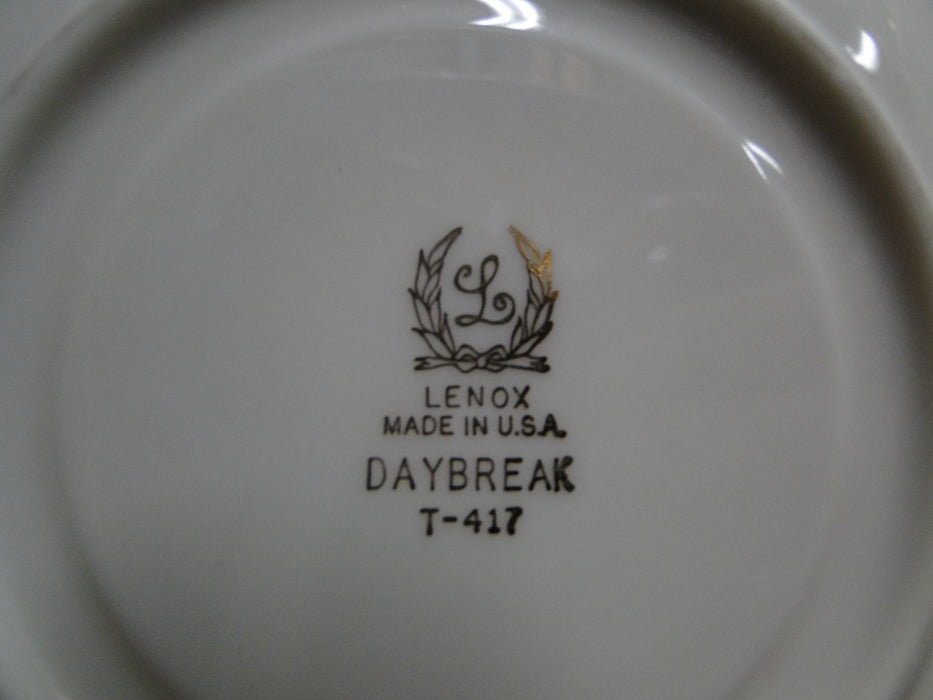 L
LENOX
MADE IN U.S.A.
DAYBREAK
T-417